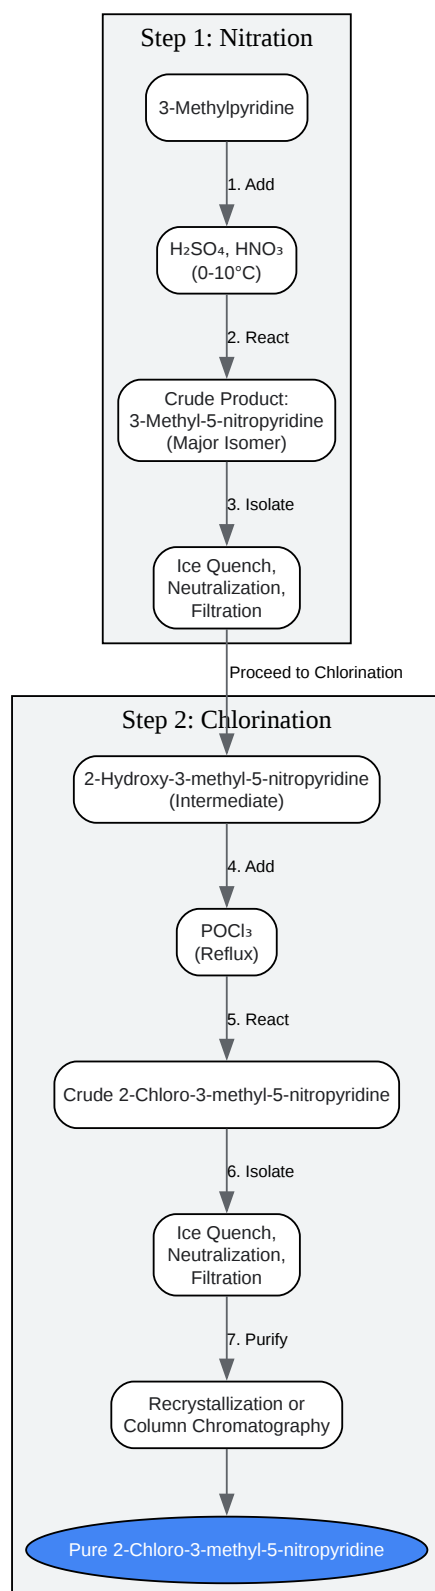 Step 1: Nitration
3-Methylpyridine
1. Add
H₂SO₄, HNO₃
(0-10°C)
2. React
Crude Product:
3-Methyl-5-nitropyridine
(Major Isomer)
3. Isolate
Ice Quench,
Neutralization,
Filtration
Proceed to Chlorination
Step 2: Chlorination
2-Hydroxy-3-methyl-5-nitropyridine
(Intermediate)
4. Add
POCl₃
(Reflux)
5. React
Crude 2-Chloro-3-methyl-5-nitropyridine
6. Isolate
Ice Quench,
Neutralization,
Filtration
7. Purify
Recrystallization or
Column Chromatography
Pure 2-Chloro-3-methyl-5-nitropyridine